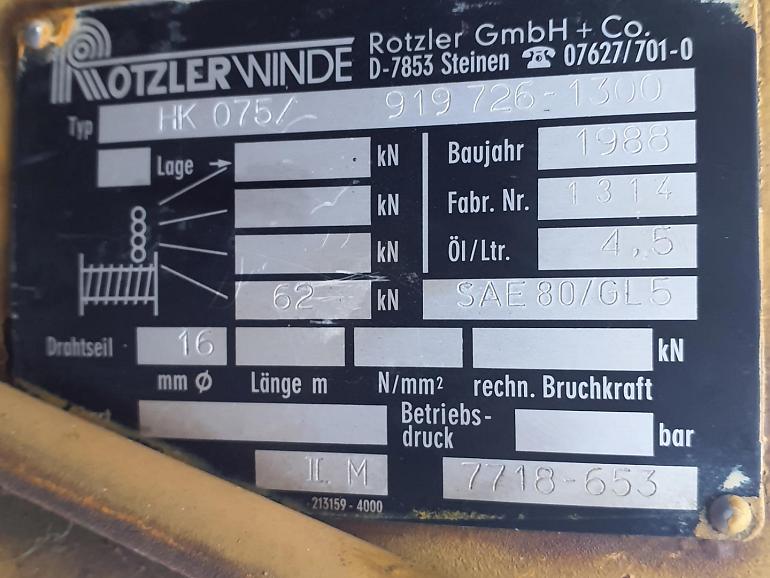 ROTZLER WINDE Rotzler GmbH + Co.
D-7853 Steinen ☎ 07627/701-0
Typ HK 075/ 919 726-1300
Lage → kN
kN
kN
62 kN
Baujahr 1988
Fabr. Nr. 1314
Öl/Ltr. 4,5
SAE 80/GL5
Drahtseil 16 kN
mm Ø Länge m N/mm² rechn. Bruchkraft
Betriebs-
druck bar
II. M 7718-653
213159-4000